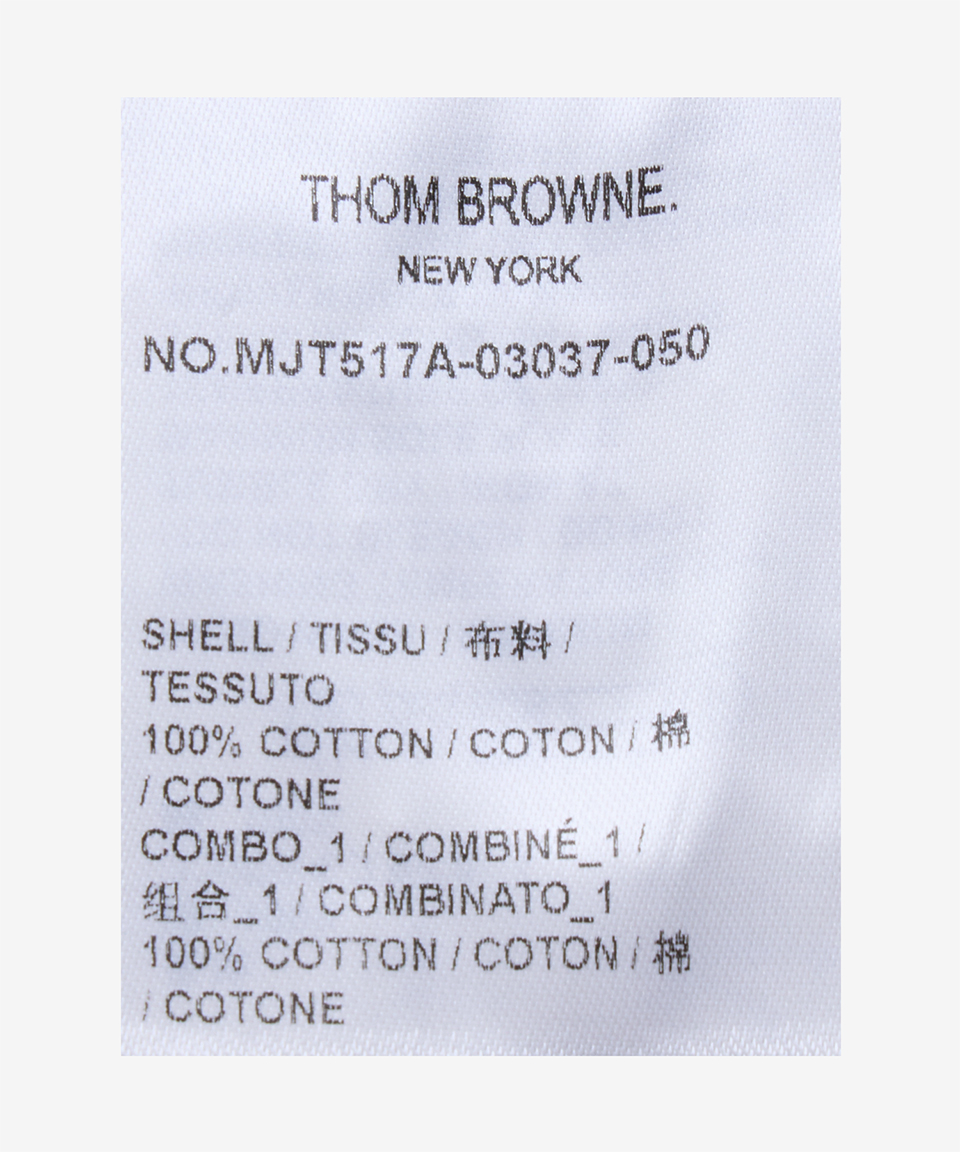 THOM BROWNE.
NEW YORK
NO.MJT517A-03037-050
SHELL / TISSU / 布料 /
TESSUTO
100% COTTON / COTON / 棉
/ COTONE
COMBO_1 / COMBINÉ_1 /
组合_1 / COMBINATO_1
100% COTTON / COTON / 棉
/ COTONE